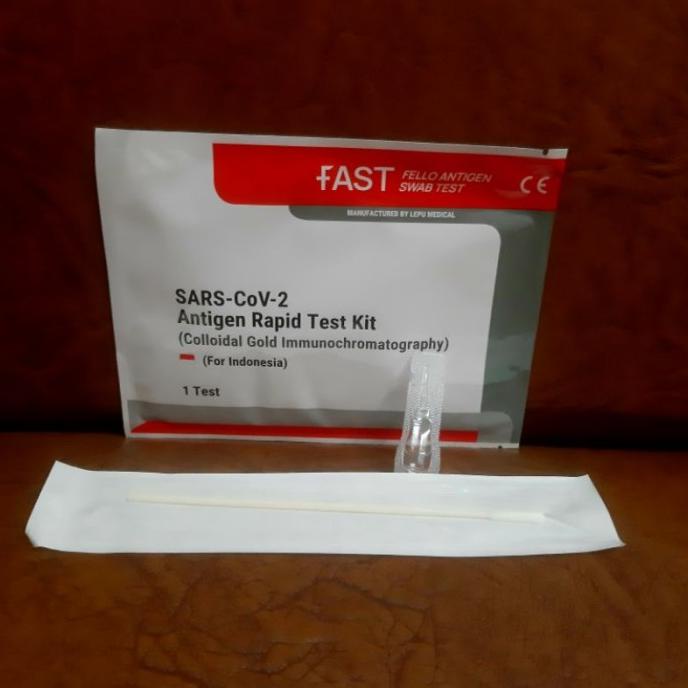 FAST FELLO ANTIGEN
SWAB TEST
CE
MANUFACTURED BY LEPU MEDICAL
SARS-CoV-2
Antigen Rapid Test Kit
(Colloidal Gold Immunochromatography)
(For Indonesia)
1 Test